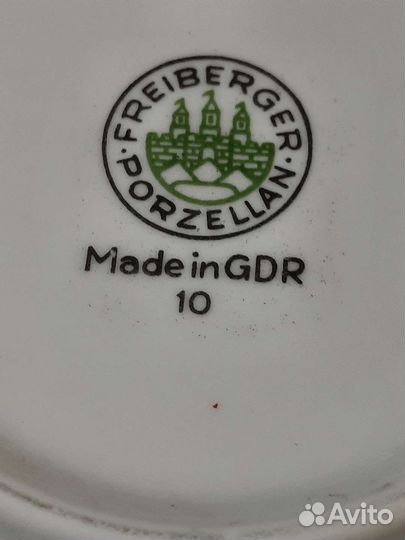 · FREIBERGER ·
PORZELLAN
Made in GDR
10
Avito